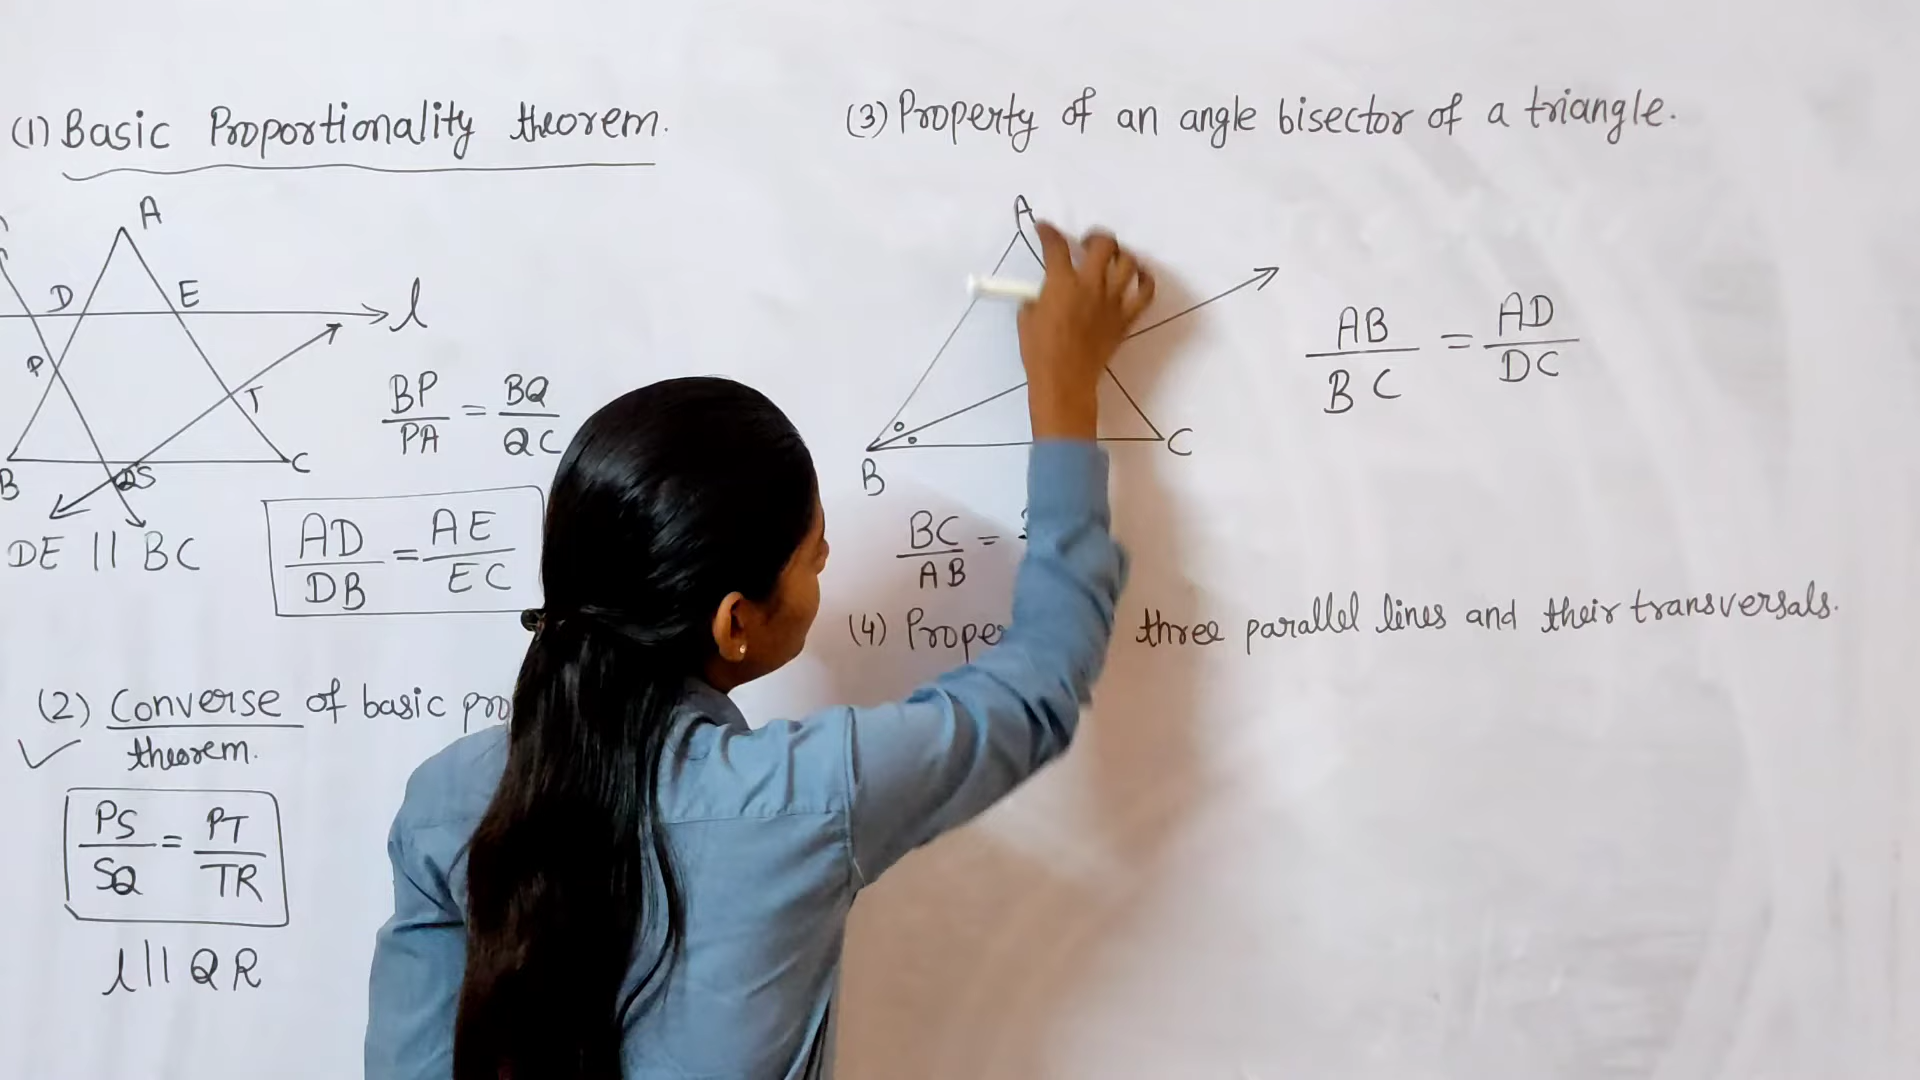 (1) Basic Proportionality theorem.
A
D E l
P T
B QS C
BP/PA = BQ/QC
DE || BC
AD/DB = AE/EC
(2) Converse of basic
theorem.
PS/SQ = PT/TR
l || QR
(3) Property of an angle bisector of a triangle.
A
B C
AB/BC = AD/DC
BC/AB =
(4) three parallel lines and their transversals.